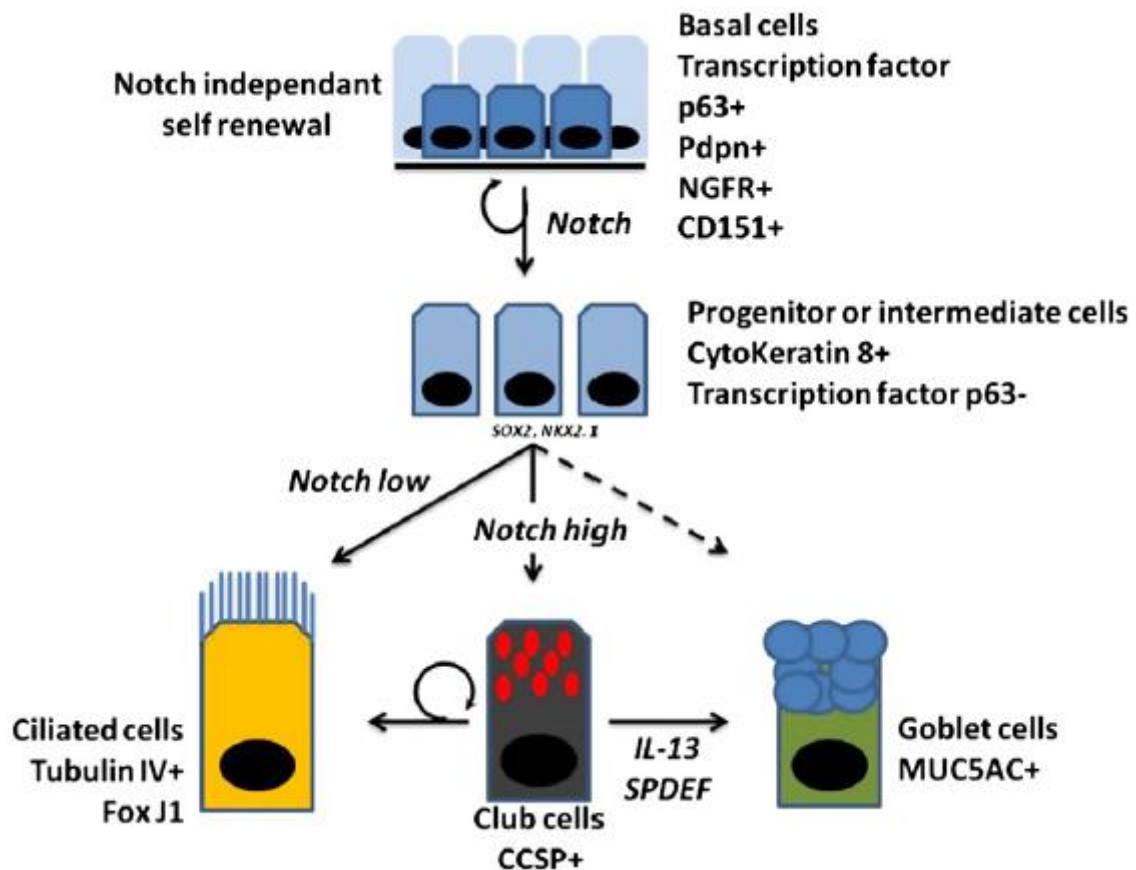 Notch independant
self renewal
Basal cells
Transcription factor
p63+
Pdpn+
NGFR+
CD151+
Notch
Progenitor or intermediate cells
CytoKeratin 8+
Transcription factor p63-
SOX2, NKX2.1
Notch low
Notch high
Ciliated cells
Tubulin IV+
Fox J1
Club cells
CCSP+
IL-13
SPDEF
Goblet cells
MUC5AC+